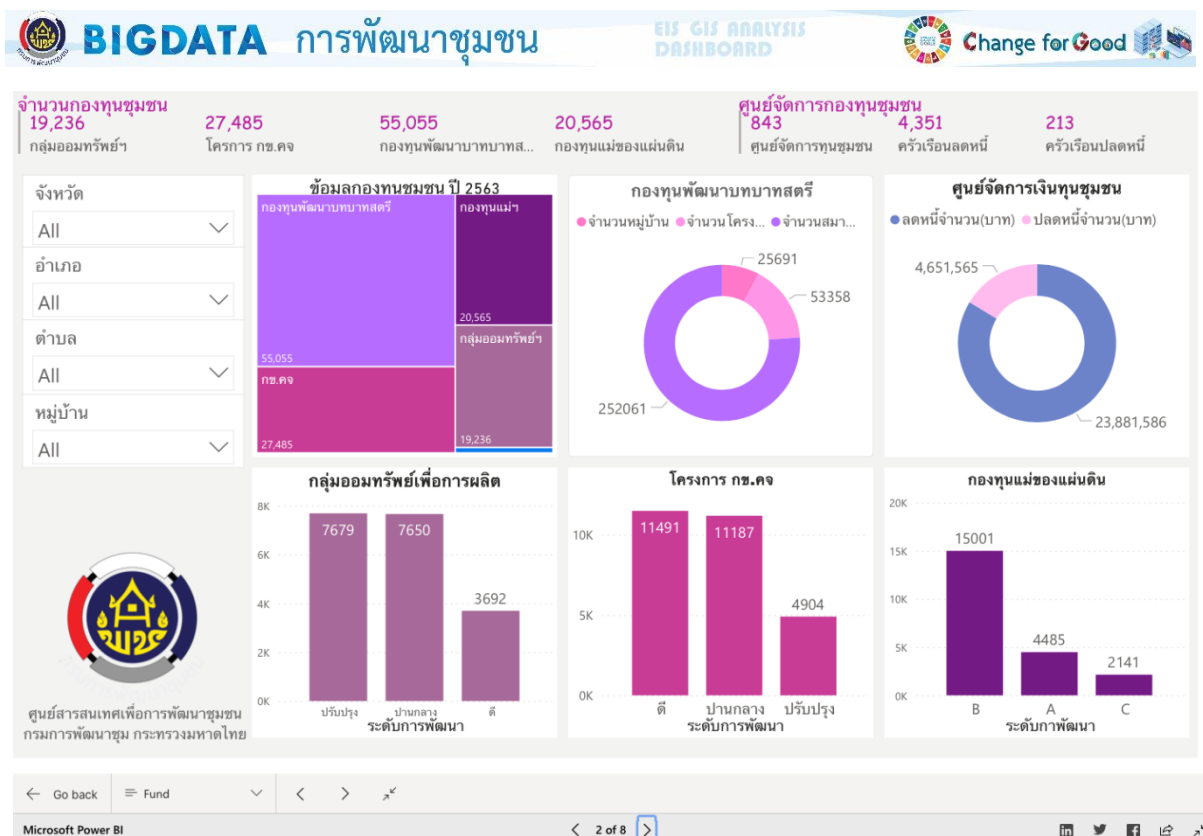 BIGDATA การพัฒนาชุมชน
EIS GIS ANALYSIS
DASHBOARD
Change for Good
จำนวนกองทุนชุมชน
19,236
กลุ่มออมทรัพย์ฯ
27,485
โครงการ กข.คจ
55,055
กองทุนพัฒนาบาทบาทส...
20,565
กองทุนแม่ของแผ่นดิน
ศูนย์จัดการกองทุนชุมชน
843
ศูนย์จัดการทุนชุมชน
4,351
ครัวเรือนลดหนี้
213
ครัวเรือนปลดหนี้
จังหวัด
All
อำเภอ
All
ตำบล
All
หมู่บ้าน
All
ข้อมูลกองทุนชุมชน ปี 2563
กองทุนพัฒนาบทบาทสตรี
55,055
กองทุนแม่ฯ
20,565
กข.คจ
27,485
กลุ่มออมทรัพย์ฯ
19,236
กองทุนพัฒนาบทบาทสตรี
จำนวนหมู่บ้าน จำนวนโครง... จำนวนสมา...
25691
53358
252061
ศูนย์จัดการเงินทุนชุมชน
ลดหนี้จำนวน(บาท) ปลดหนี้จำนวน(บาท)
4,651,565
23,881,586
กลุ่มออมทรัพย์เพื่อการผลิต
8K
6K
4K
2K
0K
7679
7650
3692
ปรับปรุง ปานกลาง ดี
ระดับการพัฒนา
โครงการ กข.คจ
10K
5K
0K
11491
11187
4904
ดี ปานกลาง ปรับปรุง
ระดับการพัฒนา
กองทุนแม่ของแผ่นดิน
20K
15K
10K
5K
0K
15001
4485
2141
B A C
ระดับกาพัฒนา
ศูนย์สารสนเทศเพื่อการพัฒนาชุมชน
กรมการพัฒนาชุม กระทรวงมหาดไทย
Go back Fund
Microsoft Power BI
2 of 8